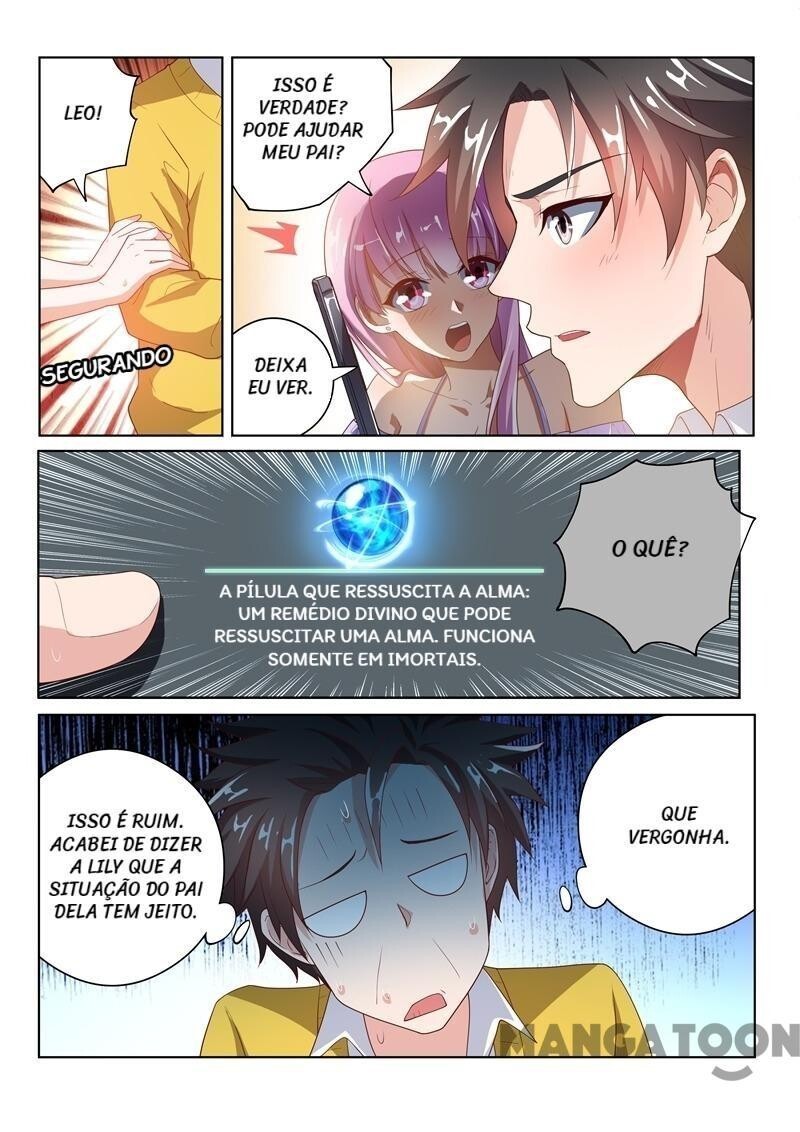 LEO!
SEGURANDO
ISSO É
VERDADE?
PODE AJUDAR
MEU PAI?
DEIXA
EU VER.
A PÍLULA QUE RESSUSCITA A ALMA:
UM REMÉDIO DIVINO QUE PODE
RESSUSCITAR UMA ALMA. FUNCIONA
SOMENTE EM IMORTAIS.
O QUÊ?
ISSO É RUIM.
ACABEI DE DIZER
A LILY QUE A
SITUAÇÃO DO PAI
DELA TEM JEITO.
QUE
VERGONHA.
MANGATOON